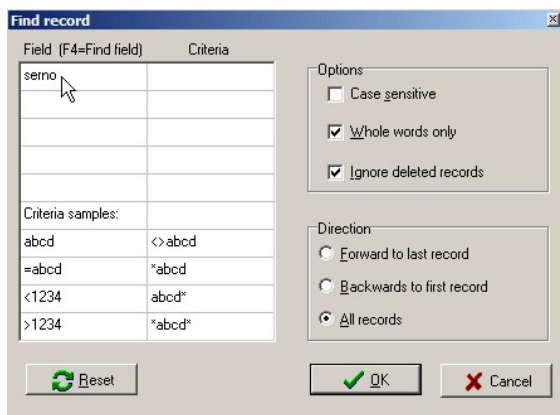 Find record
Field (F4=Find field) Criteria
serno
Criteria samples:
abcd <>abcd
=abcd *abcd
<1234 abcd*
>1234 *abcd*
Options
Case sensitive
Whole words only
Ignore deleted records
Direction
Forward to last record
Backwards to first record
All records
Reset
OK
Cancel